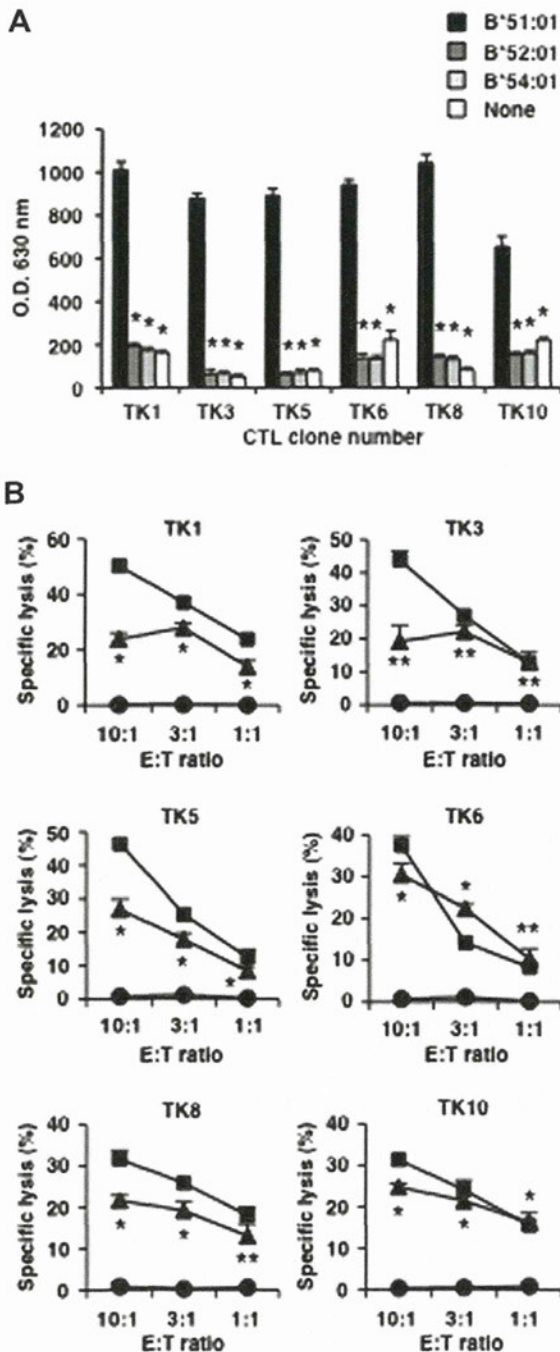 A
B*51:01
B*52:01
B*54:01
None
1200
1000
800
600
400
200
0
O.D. 630 nm
* * *
* * *
* * *
* * *
* * *
* * *
TK1 TK3 TK5 TK6 TK8 TK10
CTL clone number
B
TK1
Specific lysis (%)
60
40
20
0
* * *
10:1 3:1 1:1
E:T ratio
TK3
Specific lysis (%)
50
40
30
20
10
0
** ** **
10:1 3:1 1:1
E:T ratio
TK5
Specific lysis (%)
50
40
30
20
10
0
* * *
10:1 3:1 1:1
E:T ratio
TK6
Specific lysis (%)
40
30
20
10
0
* * **
10:1 3:1 1:1
E:T ratio
TK8
Specific lysis (%)
40
30
20
10
0
* * **
10:1 3:1 1:1
E:T ratio
TK10
Specific lysis (%)
40
30
20
10
0
* * *
10:1 3:1 1:1
E:T ratio